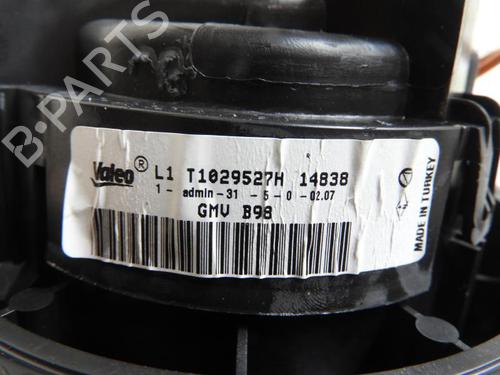 Valeo® L1 T1029527H 14838
1- admin-31 -5-0 -02.07
GMV B98
MADE IN TURKEY
B-PARTS